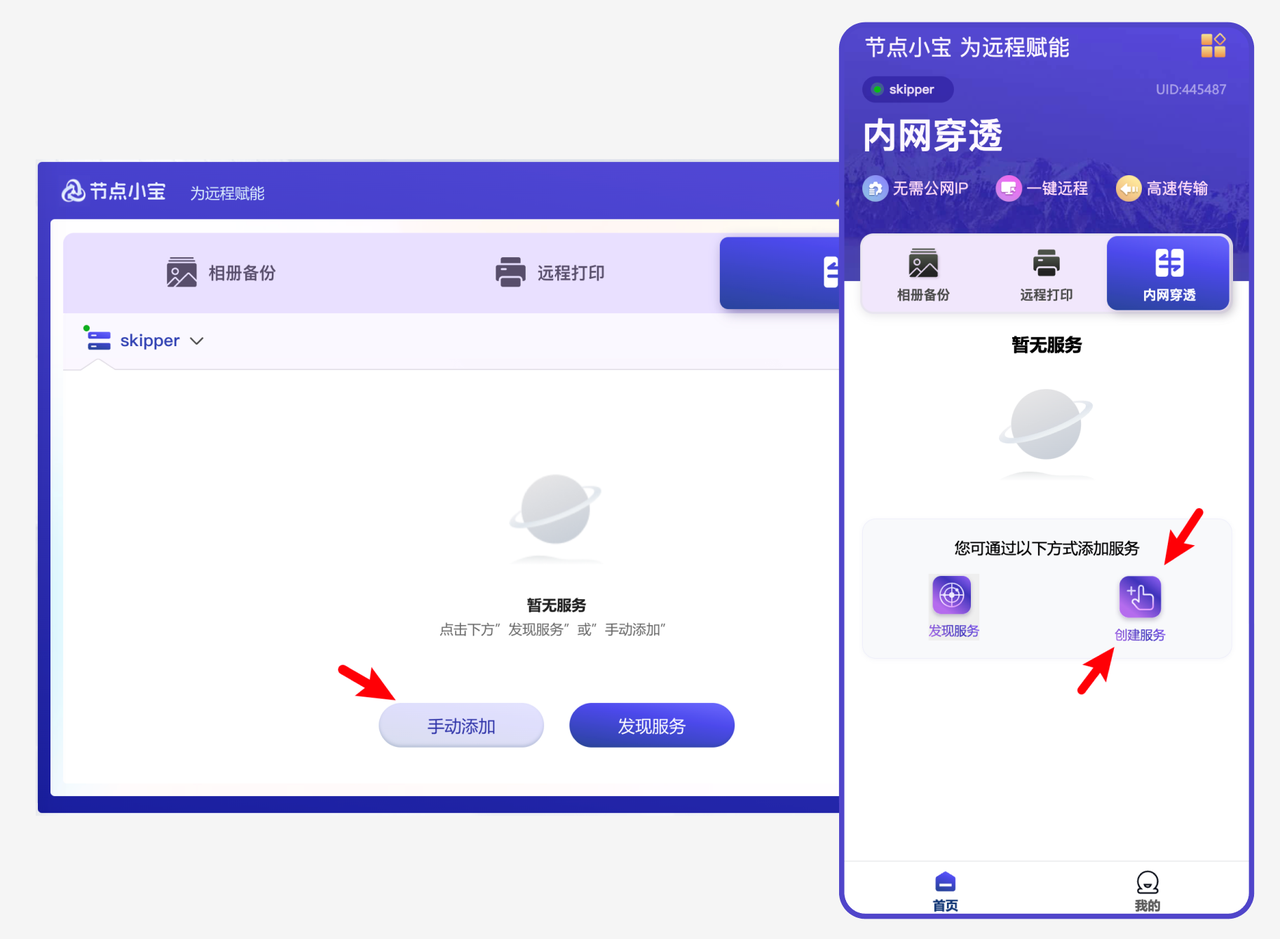 节点小宝 为远程赋能
相册备份 远程打印
skipper
暂无服务
点击下方”发现服务”或”手动添加”
手动添加 发现服务
节点小宝 为远程赋能
skipper UID:445487
内网穿透
无需公网IP 一键远程 高速传输
相册备份 远程打印 内网穿透
暂无服务
您可通过以下方式添加服务
发现服务 创建服务
首页 我的